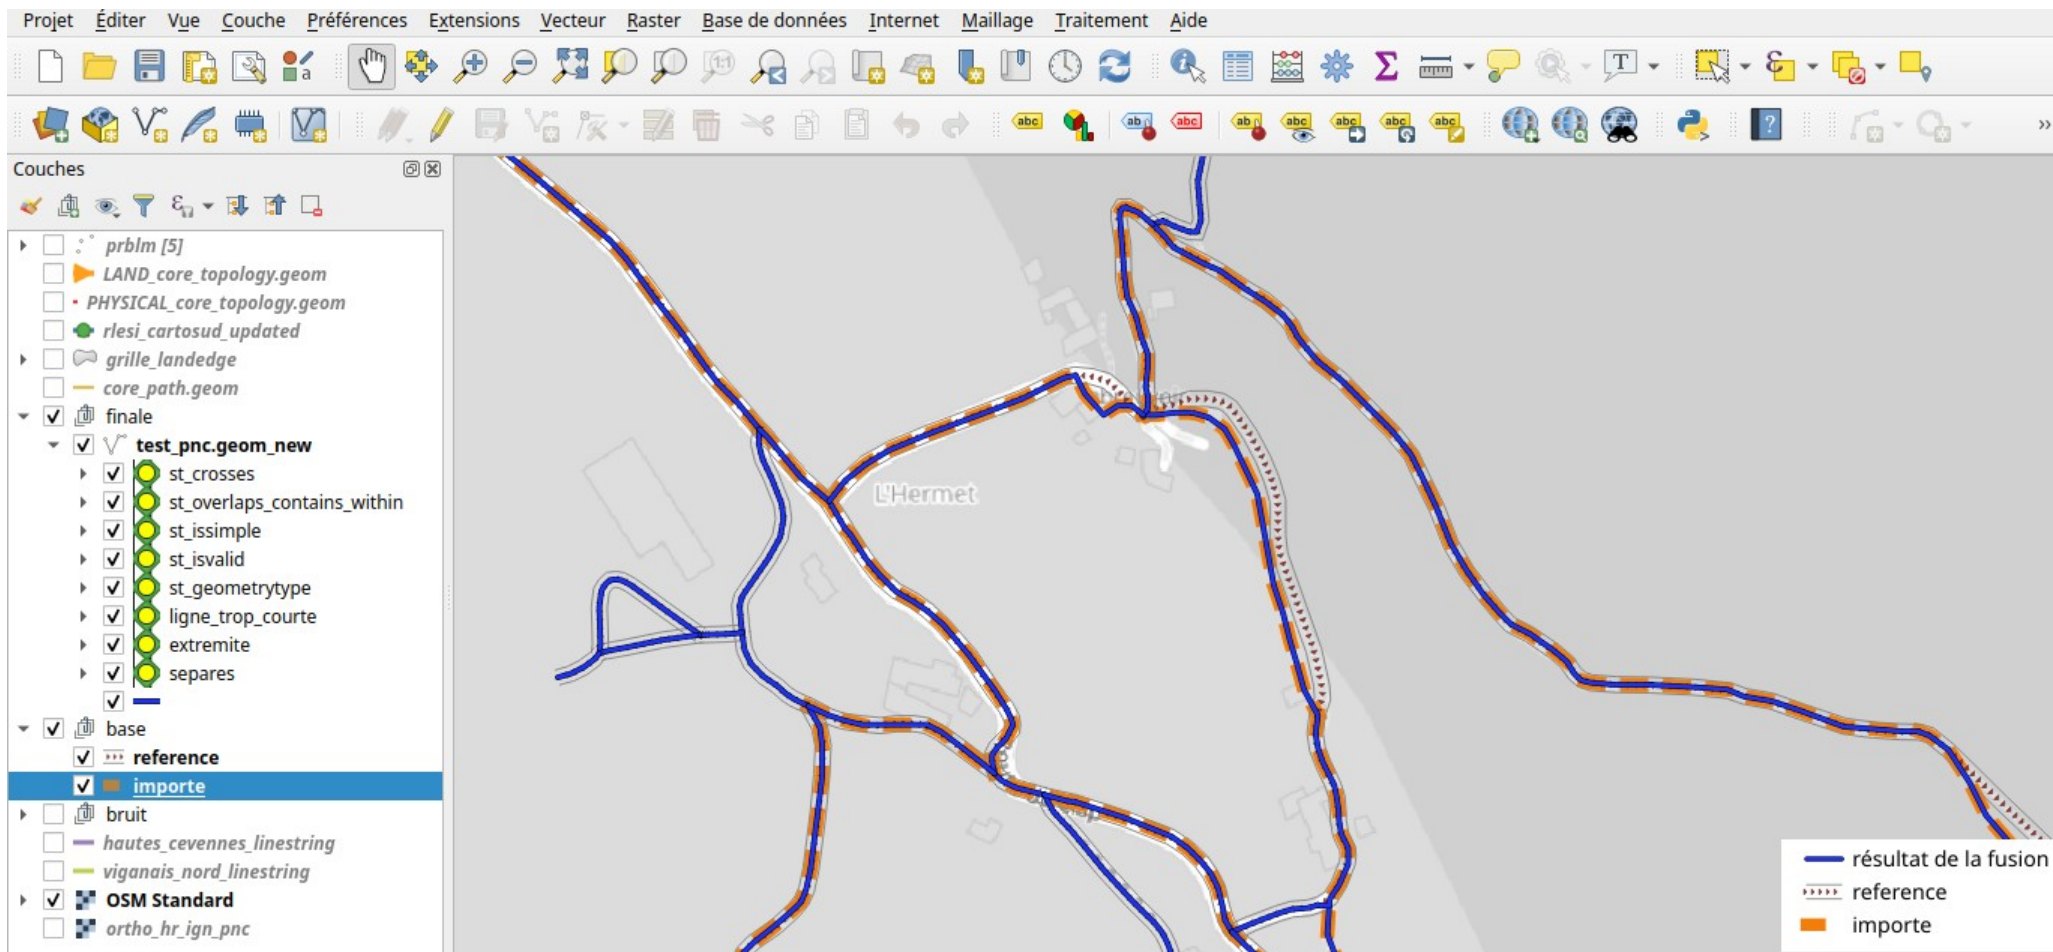 Projet Éditer Vue Couche Préférences Extensions Vecteur Raster Base de données Internet Maillage Traitement Aide
Couches
prblm [5]
LAND_core_topology.geom
PHYSICAL_core_topology.geom
rlesi_cartosud_updated
grille_landedge
core_path.geom
finale
test_pnc.geom_new
st_crosses
st_overlaps_contains_within
st_issimple
st_isvalid
st_geometrytype
ligne_trop_courte
extremite
separes
base
reference
importe
bruit
hautes_cevennes_linestring
viganais_nord_linestring
OSM Standard
ortho_hr_ign_pnc
L'Hermet
résultat de la fusion
reference
importe